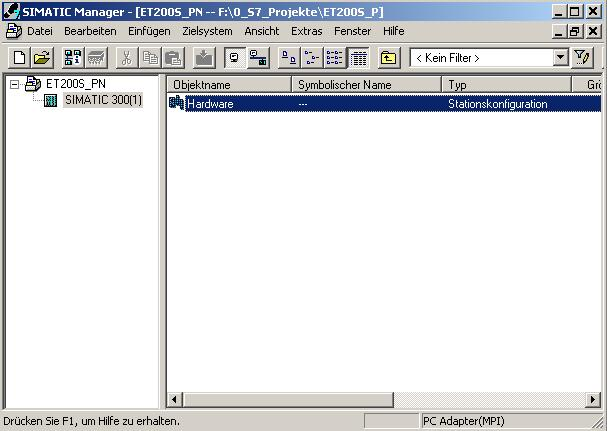 SIMATIC Manager - [ET200S_PN -- F:\0_S7_Projekte\ET200S_P]
Datei Bearbeiten Einfügen Zielsystem Ansicht Extras Fenster Hilfe
< Kein Filter >
ET200S_PN
SIMATIC 300(1)
Objektname Symbolischer Name Typ Grö
Hardware --- Stationskonfiguration
Drücken Sie F1, um Hilfe zu erhalten. PC Adapter(MPI)